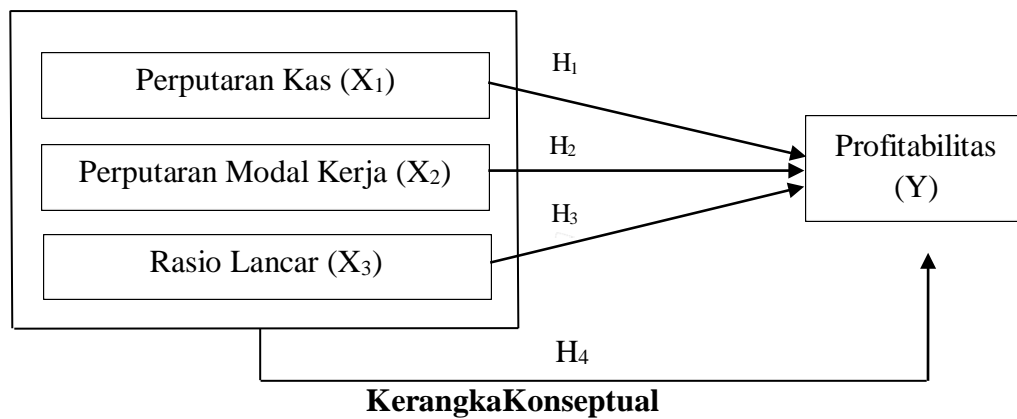 H₁
Perputaran Kas (X₁)
H₂
Perputaran Modal Kerja (X₂)
Profitabilitas
(Y)
H₃
Rasio Lancar (X₃)
H₄
KerangkaKonseptual